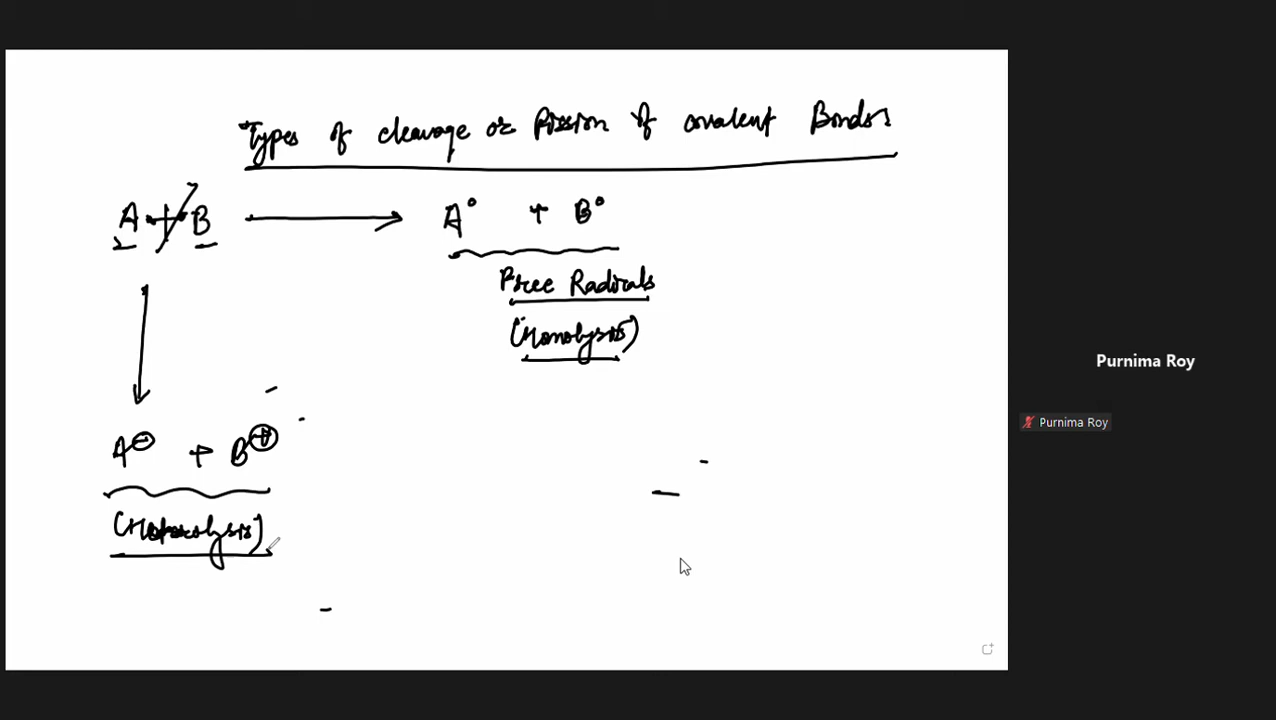 Types of cleavage or Fission of covalent Bonds
A + B → A° + B°
Free Radicals
(Homolysis)
A⊖ + B⊕
(Heterolysis)
Purnima Roy
Purnima Roy